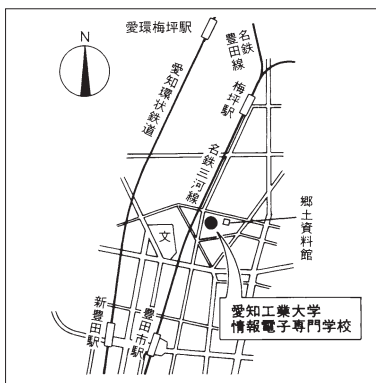 愛環梅坪駅
N
名鉄
豊田線
梅坪駅
愛知環状鉄道
名鉄三河線
郷土資料館
文
愛知工業大学
情報電子専門学校
新豊田駅
豊田市駅